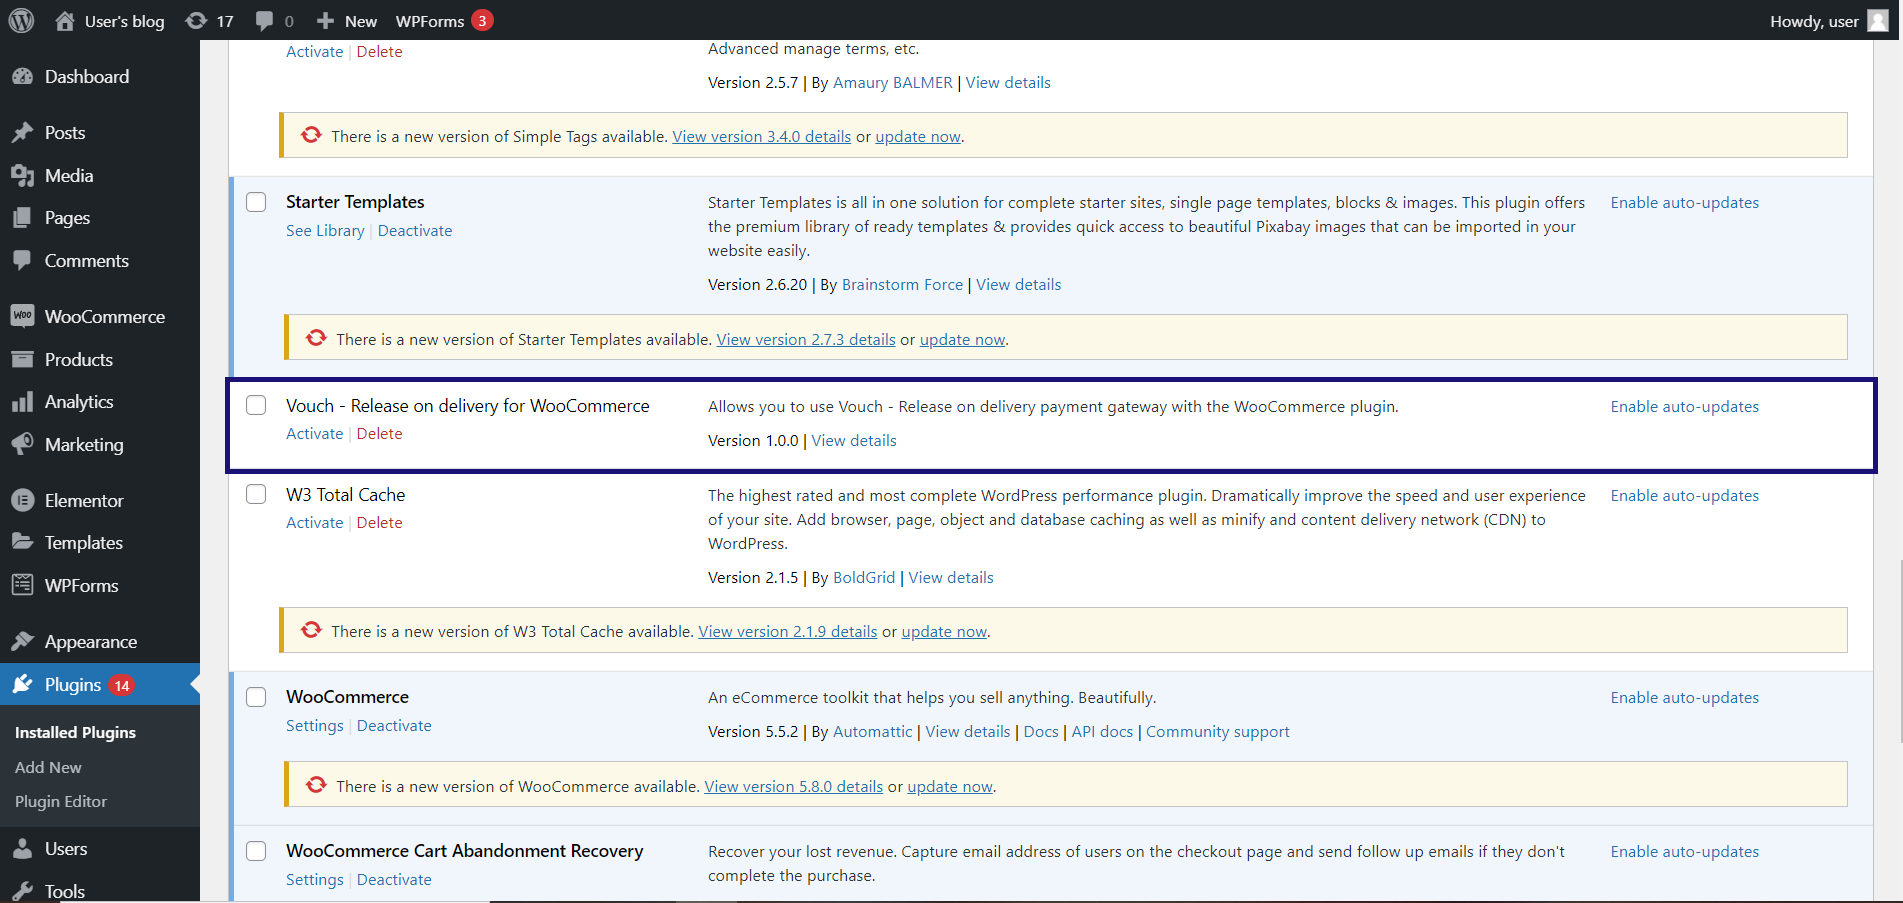 User's blog 17 0 New WPForms 3 Howdy, user
Dashboard
Posts
Media
Pages
Comments
WOO WooCommerce
Products
Analytics
Marketing
Elementor
Templates
WPForms
Appearance
Plugins 14
Installed Plugins
Add New
Plugin Editor
Users
Tools
Activate | Delete
Advanced manage terms, etc.
Version 2.5.7 | By Amaury BALMER | View details
There is a new version of Simple Tags available. View version 3.4.0 details or update now.
Starter Templates
See Library | Deactivate
Starter Templates is all in one solution for complete starter sites, single page templates, blocks & images. This plugin offers
the premium library of ready templates & provides quick access to beautiful Pixabay images that can be imported in your
website easily.
Version 2.6.20 | By Brainstorm Force | View details
Enable auto-updates
There is a new version of Starter Templates available. View version 2.7.3 details or update now.
Vouch - Release on delivery for WooCommerce
Activate | Delete
Allows you to use Vouch - Release on delivery payment gateway with the WooCommerce plugin.
Version 1.0.0 | View details
Enable auto-updates
W3 Total Cache
Activate | Delete
The highest rated and most complete WordPress performance plugin. Dramatically improve the speed and user experience
of your site. Add browser, page, object and database caching as well as minify and content delivery network (CDN) to
WordPress.
Version 2.1.5 | By BoldGrid | View details
Enable auto-updates
There is a new version of W3 Total Cache available. View version 2.1.9 details or update now.
WooCommerce
Settings | Deactivate
An eCommerce toolkit that helps you sell anything. Beautifully.
Version 5.5.2 | By Automattic | View details | Docs | API docs | Community support
Enable auto-updates
There is a new version of WooCommerce available. View version 5.8.0 details or update now.
WooCommerce Cart Abandonment Recovery
Settings | Deactivate
Recover your lost revenue. Capture email address of users on the checkout page and send follow up emails if they don't
complete the purchase.
Enable auto-updates